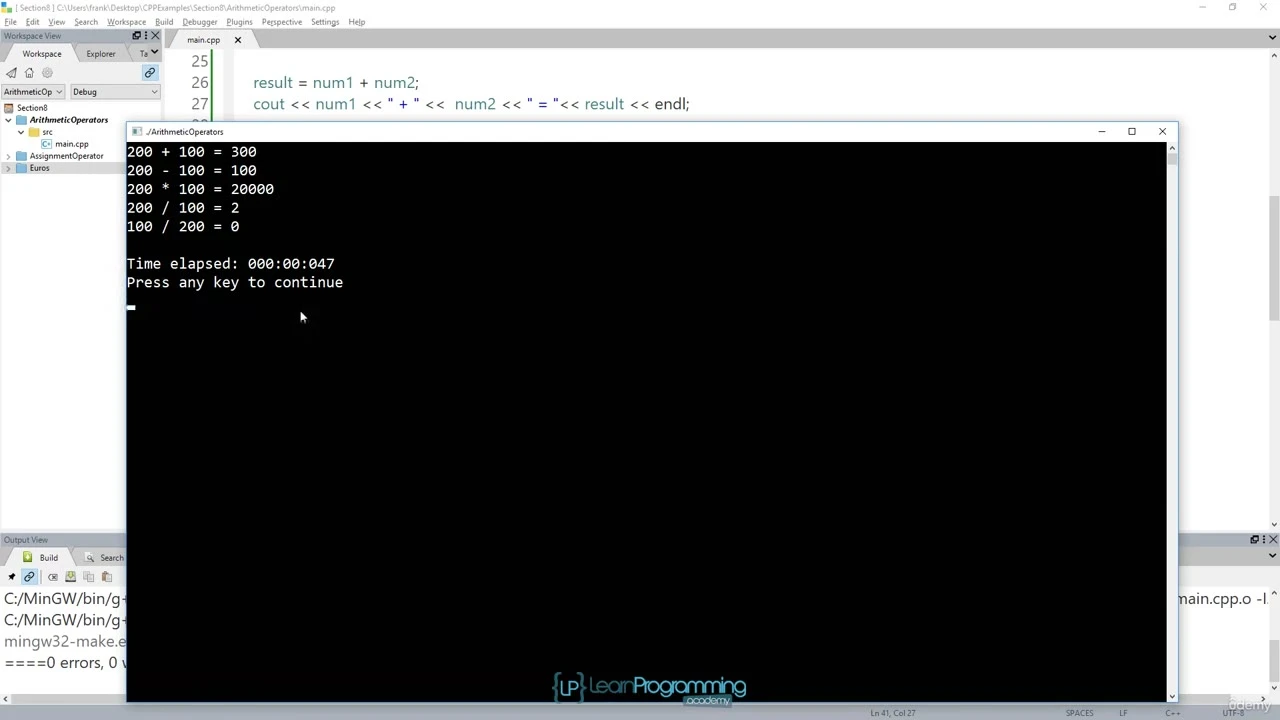 [ Section8 ] C:\Users\frank\Desktop\CPPExamples\Section8\ArithmeticOperators\main.cpp
File Edit View Search Workspace Build Debugger Plugins Perspective Settings Help
Workspace View
Workspace Explorer Ta
main.cpp
ArithmeticOp Debug
Section8
ArithmeticOperators
src
main.cpp
AssignmentOperator
Euros
25
26 result = num1 + num2;
27 cout << num1 << " + " << num2 << " = "<< result << endl;
./ArithmeticOperators
200 + 100 = 300
200 - 100 = 100
200 * 100 = 20000
200 / 100 = 2
100 / 200 = 0
Time elapsed: 000:00:047
Press any key to continue
Output View
Build Search
C:/MinGW/bin/g+
main.cpp.o -l
C:/MinGW/bin/g+
mingw32-make.e
====0 errors, 0 w
{LP} LearnProgramming
academy
udemy
Ln 41, Col 27 SPACES LF C++ UTF-8